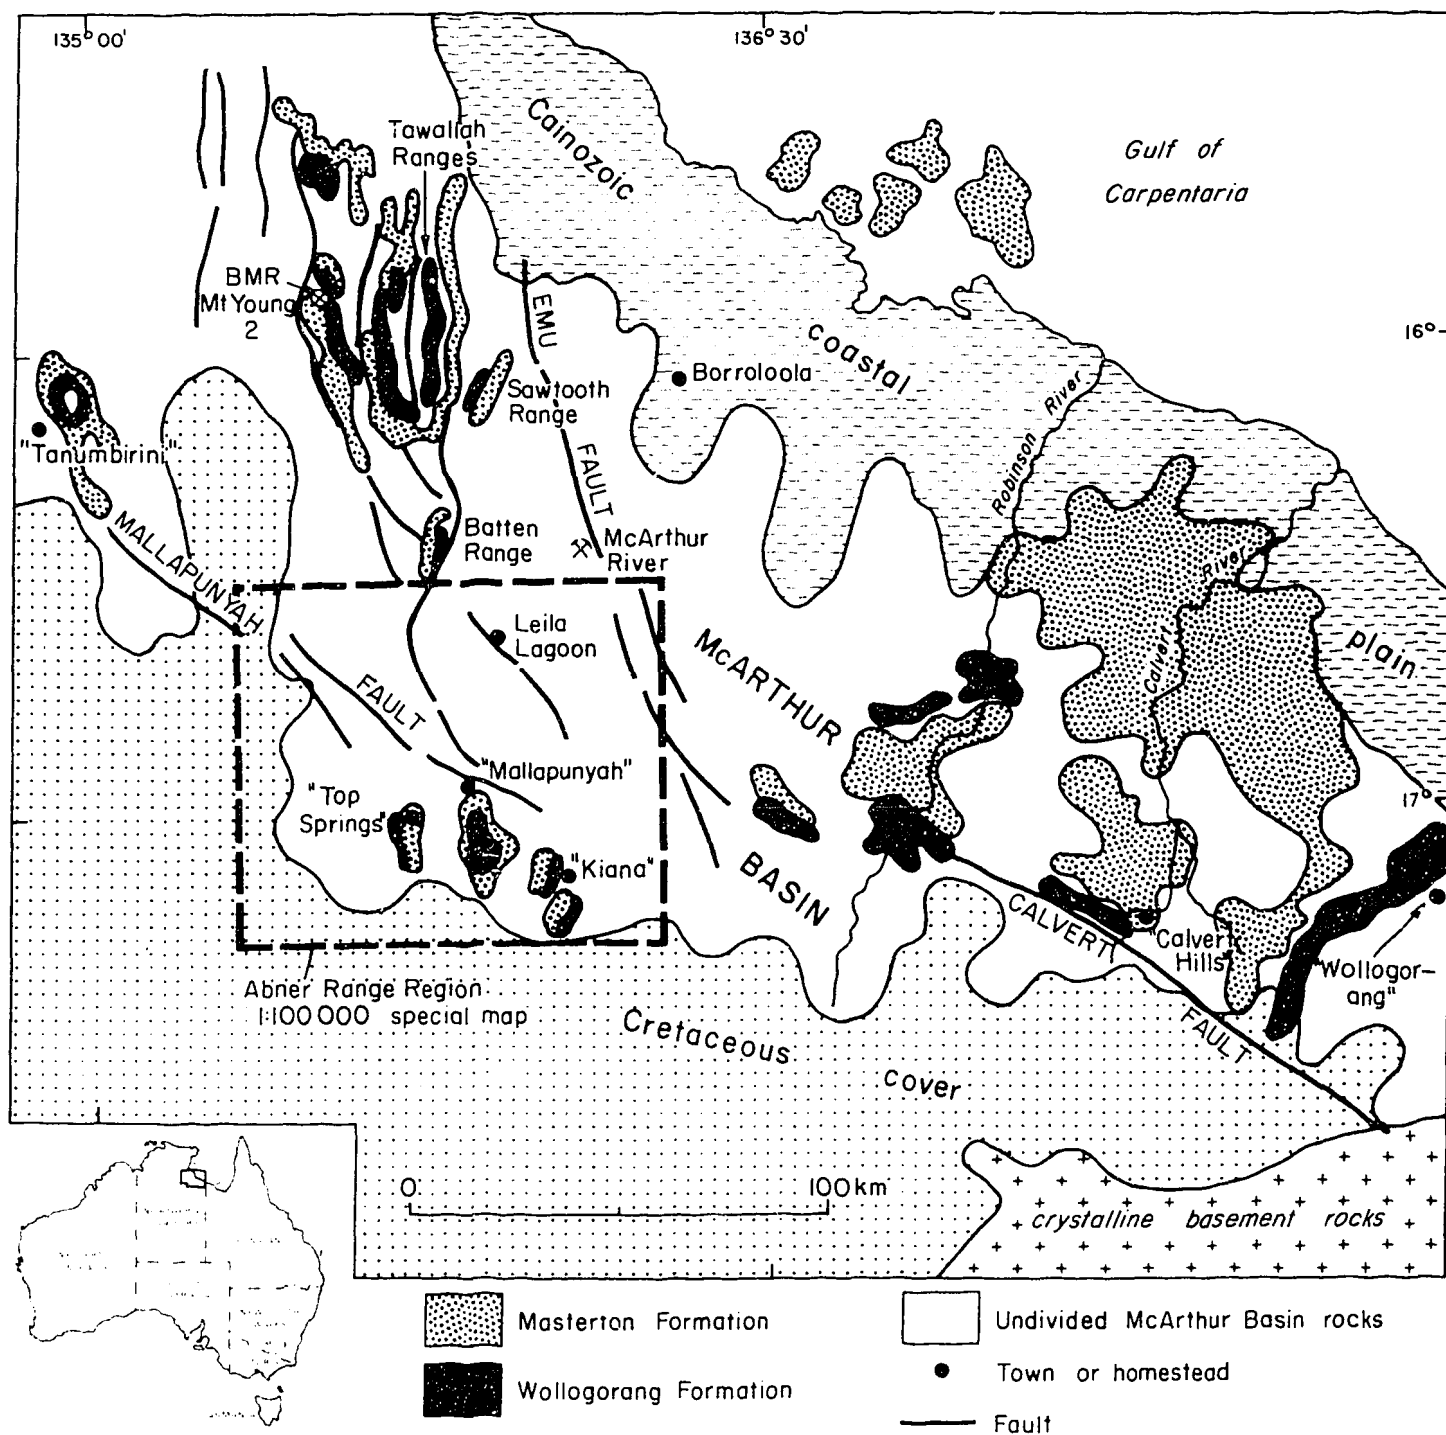 135° 00'
136° 30'
Tawallah
Ranges
Cainozoic
Gulf of
Carpentaria
BMR
Mt Young
2
EMU
FAULT
coastal
16°
Borroloola
Sawtooth
Range
River
Robinson
"Tanumbirini"
MALLAPUNYAH
FAULT
Batten
Range
McArthur
River
River
Calvert
plain
Leila
Lagoon
McARTHUR
BASIN
"Mallapunyah"
"Top
Springs"
"Kiana"
17°
CALVERT
FAULT
"Calvert
Hills"
"Wollogor-
ang"
Abner Range Region
1:100 000 special map
Cretaceous
cover
0
100 km
crystalline basement rocks
Masterton Formation
Undivided McArthur Basin rocks
Wollogorang Formation
Town or homestead
Fault